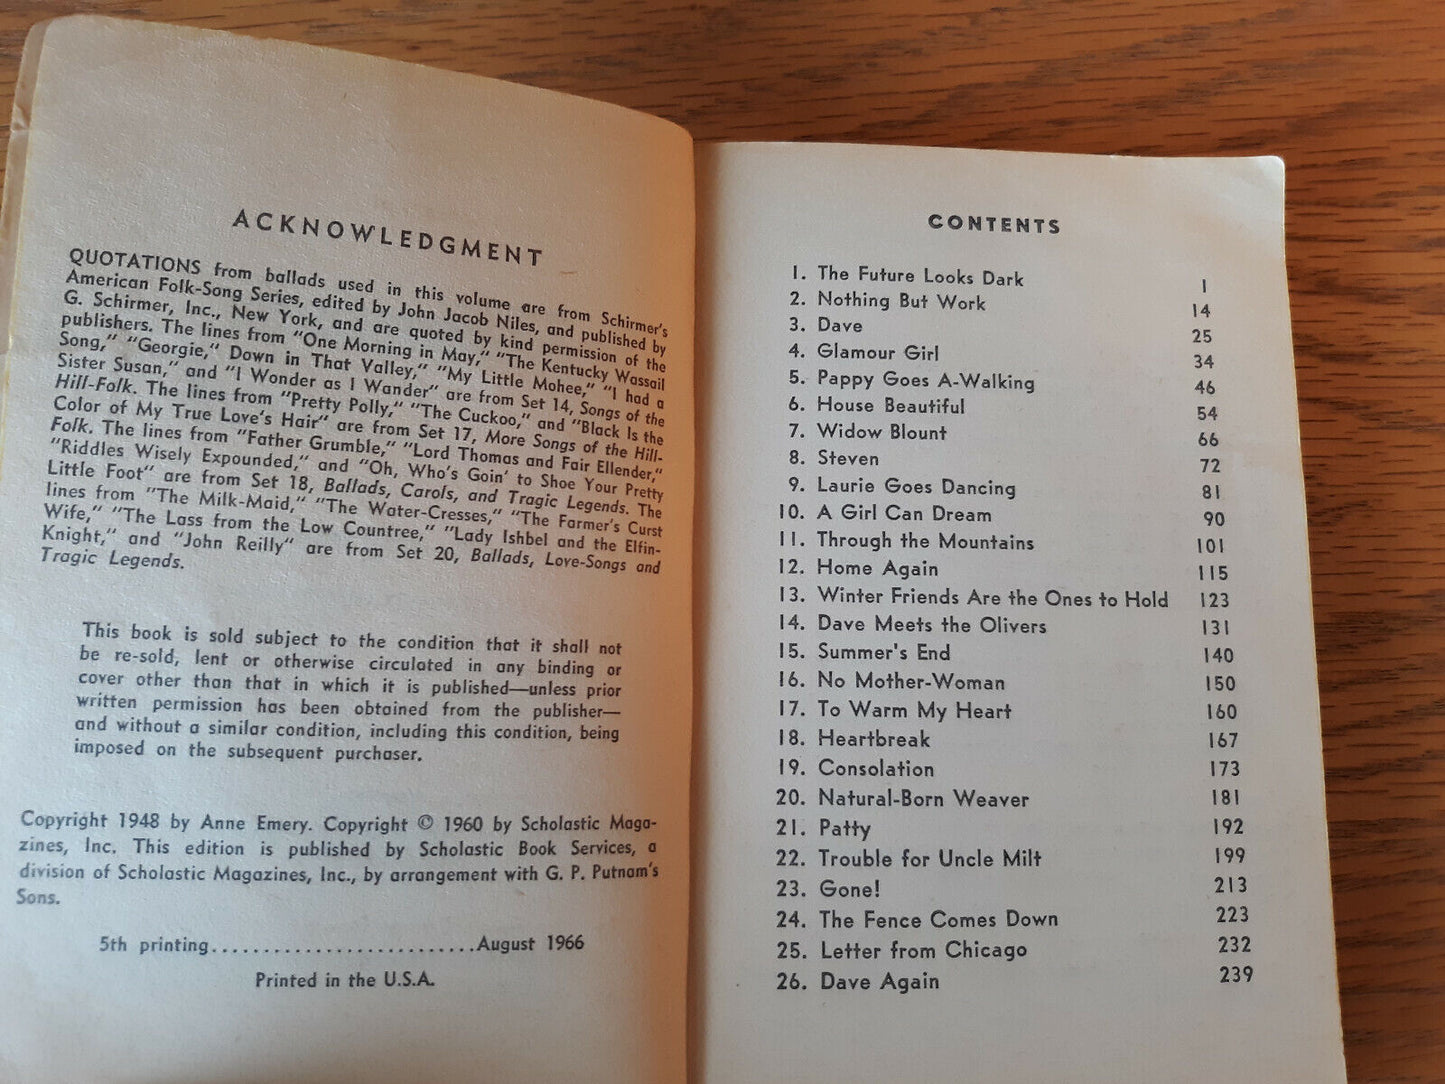 ACKNOWLEDGMENT
QUOTATIONS from ballads used in this volume are from Schirmer's
American Folk-Song Series, edited by John Jacob Niles, and published by
G. Schirmer, Inc., New York, and are quoted by kind permission of the
publishers. The lines from "One Morning in May," "The Kentucky Wassail
Song," "Georgie," Down in That Valley," "My Little Mohee," "I had a
Sister Susan," and "I Wonder as I Wander" are from Set 14, Songs of the
Hill-Folk. The lines from "Pretty Polly," "The Cuckoo," and "Black Is the
Color of My True Love's Hair" are from Set 17, More Songs of the Hill-
Folk. The lines from "Father Grumble," "Lord Thomas and Fair Ellender,"
"Riddles Wisely Expounded," and "Oh, Who's Goin' to Shoe Your Pretty
Little Foot" are from Set 18, Ballads, Carols, and Tragic Legends. The
lines from "The Milk-Maid," "The Water-Cresses," "The Farmer's Curst
Wife," "The Lass from the Low Countree," "Lady Ishbel and the Elfin-
Knight," and "John Reilly" are from Set 20, Ballads, Love-Songs and
Tragic Legends.
This book is sold subject to the condition that it shall not
be re-sold, lent or otherwise circulated in any binding or
cover other than that in which it is published—unless prior
written permission has been obtained from the publisher—
and without a similar condition, including this condition, being
imposed on the subsequent purchaser.
Copyright 1948 by Anne Emery. Copyright © 1960 by Scholastic Maga-
zines, Inc. This edition is published by Scholastic Book Services, a
division of Scholastic Magazines, Inc., by arrangement with G. P. Putnam's
Sons.
5th printing..........................August 1966
Printed in the U.S.A.
CONTENTS
1. The Future Looks Dark 1
2. Nothing But Work 14
3. Dave 25
4. Glamour Girl 34
5. Pappy Goes A-Walking 46
6. House Beautiful 54
7. Widow Blount 66
8. Steven 72
9. Laurie Goes Dancing 81
10. A Girl Can Dream 90
11. Through the Mountains 101
12. Home Again 115
13. Winter Friends Are the Ones to Hold 123
14. Dave Meets the Olivers 131
15. Summer's End 140
16. No Mother-Woman 150
17. To Warm My Heart 160
18. Heartbreak 167
19. Consolation 173
20. Natural-Born Weaver 181
21. Patty 192
22. Trouble for Uncle Milt 199
23. Gone! 213
24. The Fence Comes Down 223
25. Letter from Chicago 232
26. Dave Again 239